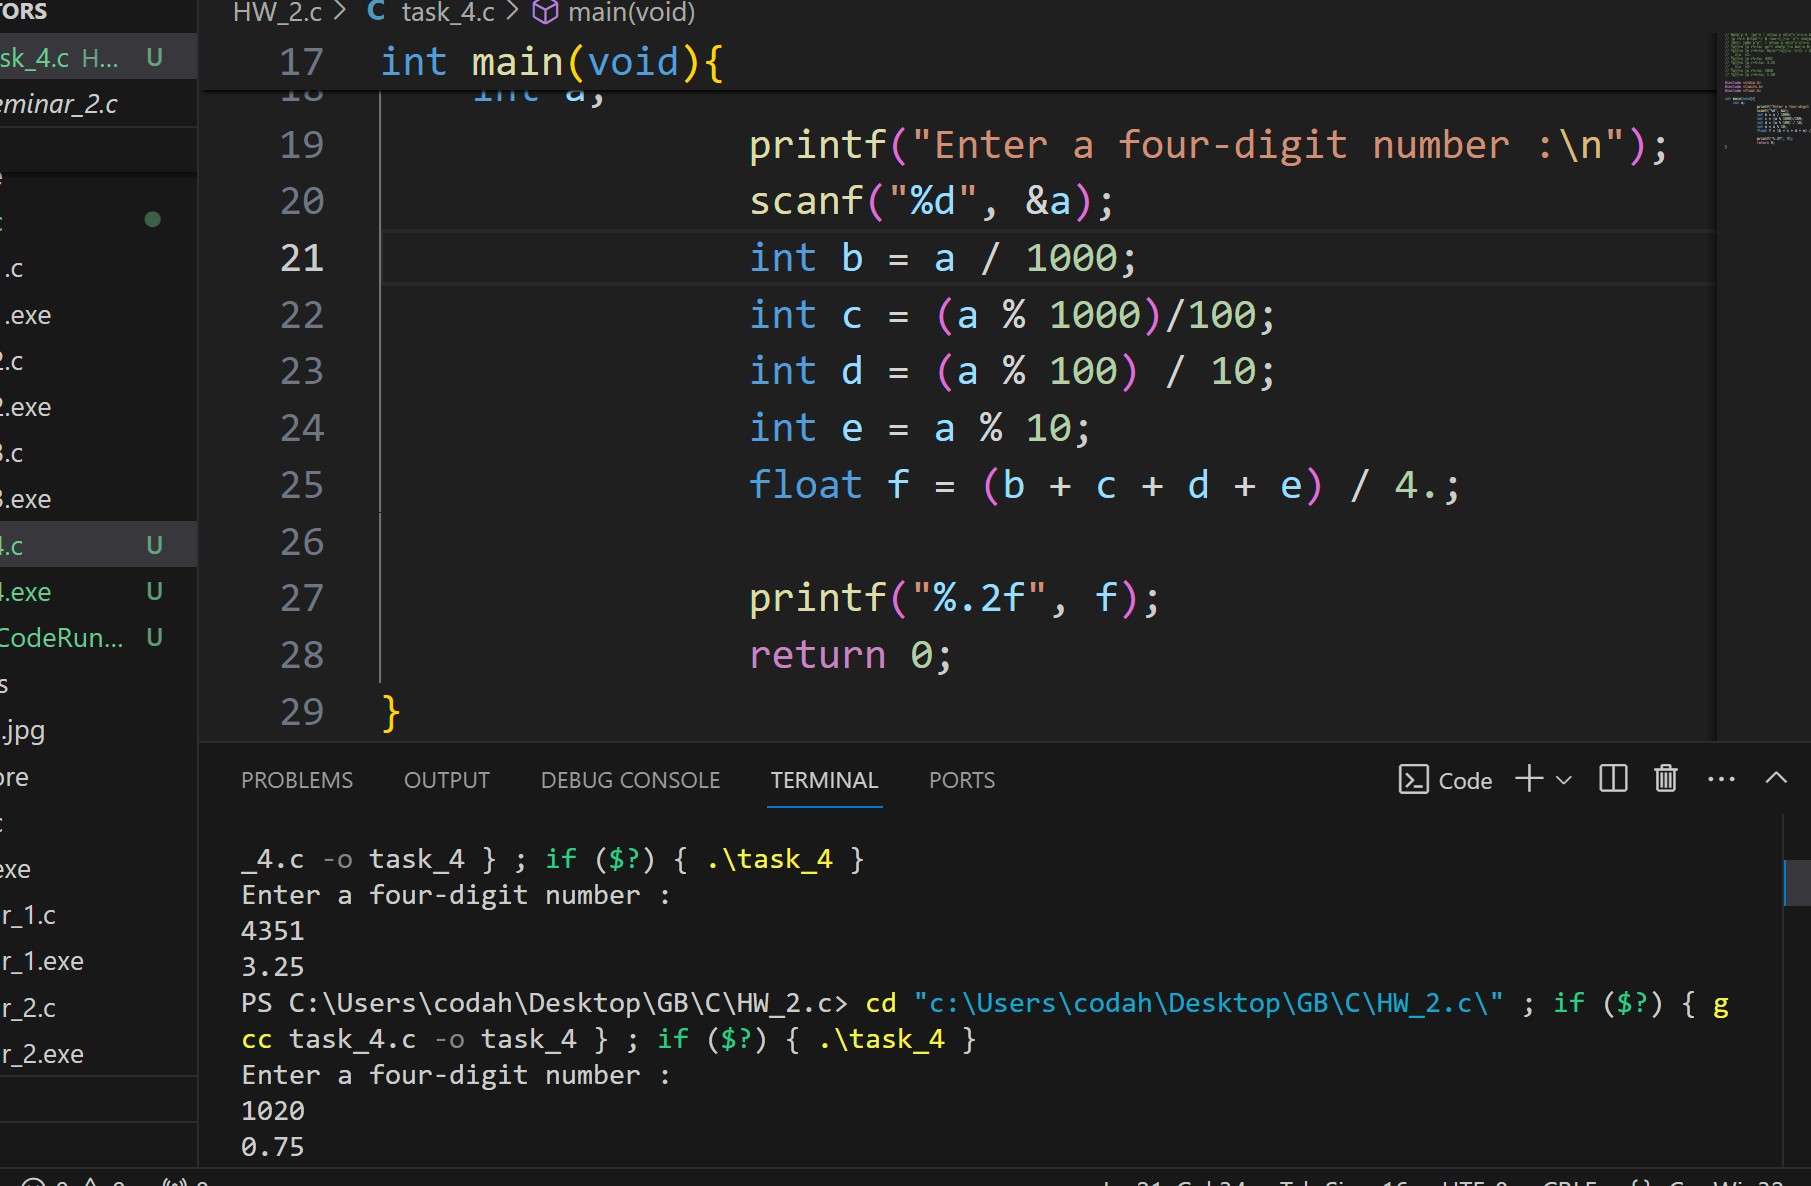 TORS
sk_4.c H... U
eminar_2.c
.c
.exe
2.c
2.exe
3.c
3.exe
4.c U
4.exe U
CodeRun... U
s
.jpg
ore
exe
r_1.c
r_1.exe
r_2.c
r_2.exe
HW_2.c > C task_4.c > main(void)
17 int main(void){
18 int a;
19 printf("Enter a four-digit number :\n");
20 scanf("%d", &a);
21 int b = a / 1000;
22 int c = (a % 1000)/100;
23 int d = (a % 100) / 10;
24 int e = a % 10;
25 float f = (b + c + d + e) / 4.;
26
27 printf("%.2f", f);
28 return 0;
29 }
PROBLEMS OUTPUT DEBUG CONSOLE TERMINAL PORTS Code
_4.c -o task_4 } ; if ($?) { .\task_4 }
Enter a four-digit number :
4351
3.25
PS C:\Users\codah\Desktop\GB\C\HW_2.c> cd "c:\Users\codah\Desktop\GB\C\HW_2.c\" ; if ($?) { g
cc task_4.c -o task_4 } ; if ($?) { .\task_4 }
Enter a four-digit number :
1020
0.75